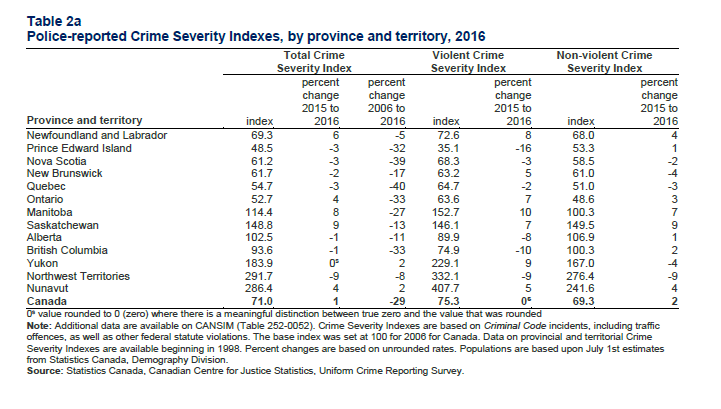 Table 2a
Police-reported Crime Severity Indexes, by province and territory, 2016
Total Crime Severity Index Violent Crime Severity Index Non-violent Crime Severity Index
Province and territory index percent change 2015 to 2016 percent change 2006 to 2016 index percent change 2015 to 2016 index percent change 2015 to 2016
Newfoundland and Labrador 69.3 6 -5 72.6 8 68.0 4
Prince Edward Island 48.5 -3 -32 35.1 -16 53.3 1
Nova Scotia 61.2 -3 -39 68.3 -3 58.5 -2
New Brunswick 61.7 -2 -17 63.2 5 61.0 -4
Quebec 54.7 -3 -40 64.7 -2 51.0 -3
Ontario 52.7 4 -33 63.6 7 48.6 3
Manitoba 114.4 8 -27 152.7 10 100.3 7
Saskatchewan 148.8 9 -13 146.1 7 149.5 9
Alberta 102.5 -1 -11 89.9 -8 106.9 1
British Columbia 93.6 -1 -33 74.9 -10 100.3 2
Yukon 183.9 0ˢ 2 229.1 9 167.0 -4
Northwest Territories 291.7 -9 -8 332.1 -9 276.4 -9
Nunavut 286.4 4 2 407.7 5 241.6 4
Canada 71.0 1 -29 75.3 0ˢ 69.3 2
0ˢ value rounded to 0 (zero) where there is a meaningful distinction between true zero and the value that was rounded
Note: Additional data are available on CANSIM (Table 252-0052). Crime Severity Indexes are based on Criminal Code incidents, including traffic
offences, as well as other federal statute violations. The base index was set at 100 for 2006 for Canada. Data on provincial and territorial Crime
Severity Indexes are available beginning in 1998. Percent changes are based on unrounded rates. Populations are based upon July 1st estimates
from Statistics Canada, Demography Division.
Source: Statistics Canada, Canadian Centre for Justice Statistics, Uniform Crime Reporting Survey.